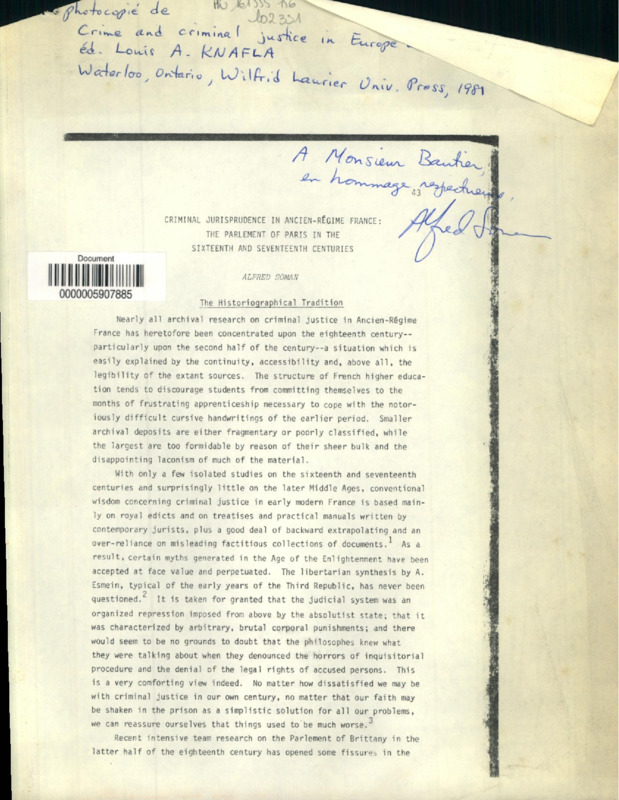 photocopié de
102331
Crime and criminal justice in Europe
éd. Louis A. KNAFLA
Waterloo, Ontario, Wilfrid Laurier Univ. Press, 1981
A Monsieur Bautier,
en hommage respectueux.
43
Alfred Soman
CRIMINAL JURISPRUDENCE IN ANCIEN-RÉGIME FRANCE:
THE PARLEMENT OF PARIS IN THE
SIXTEENTH AND SEVENTEENTH CENTURIES
Document
0000005907885
ALFRED SOMAN
The Historiographical Tradition
Nearly all archival research on criminal justice in Ancien-Régime
France has heretofore been concentrated upon the eighteenth century--
particularly upon the second half of the century--a situation which is
easily explained by the continuity, accessibility and, above all, the
legibility of the extant sources. The structure of French higher educa-
tion tends to discourage students from committing themselves to the
months of frustrating apprenticeship necessary to cope with the notor-
iously difficult cursive handwritings of the earlier period. Smaller
archival deposits are either fragmentary or poorly classified, while
the largest are too formidable by reason of their sheer bulk and the
disappointing laconism of much of the material.
With only a few isolated studies on the sixteenth and seventeenth
centuries and surprisingly little on the later Middle Ages, conventional
wisdom concerning criminal justice in early modern France is based main-
ly on royal edicts and on treatises and practical manuals written by
contemporary jurists, plus a good deal of backward extrapolating and an
over-reliance on misleading factitious collections of documents.1 As a
result, certain myths generated in the Age of the Enlightenment have been
accepted at face value and perpetuated. The libertarian synthesis by A.
Esmein, typical of the early years of the Third Republic, has never been
questioned.2 It is taken for granted that the judicial system was an
organized repression imposed from above by the absolutist state; that it
was characterized by arbitrary, brutal corporal punishments; and there
would seem to be no grounds to doubt that the philosophes knew what
they were talking about when they denounced the horrors of inquisitorial
procedure and the denial of the legal rights of accused persons. This
is a very comforting view indeed. No matter how dissatisfied we may be
with criminal justice in our own century, no matter that our faith may
be shaken in the prison as a simplistic solution for all our problems,
we can reassure ourselves that things used to be much worse.3
Recent intensive team research on the Parlement of Brittany in the
latter half of the eighteenth century has opened some fissures in the